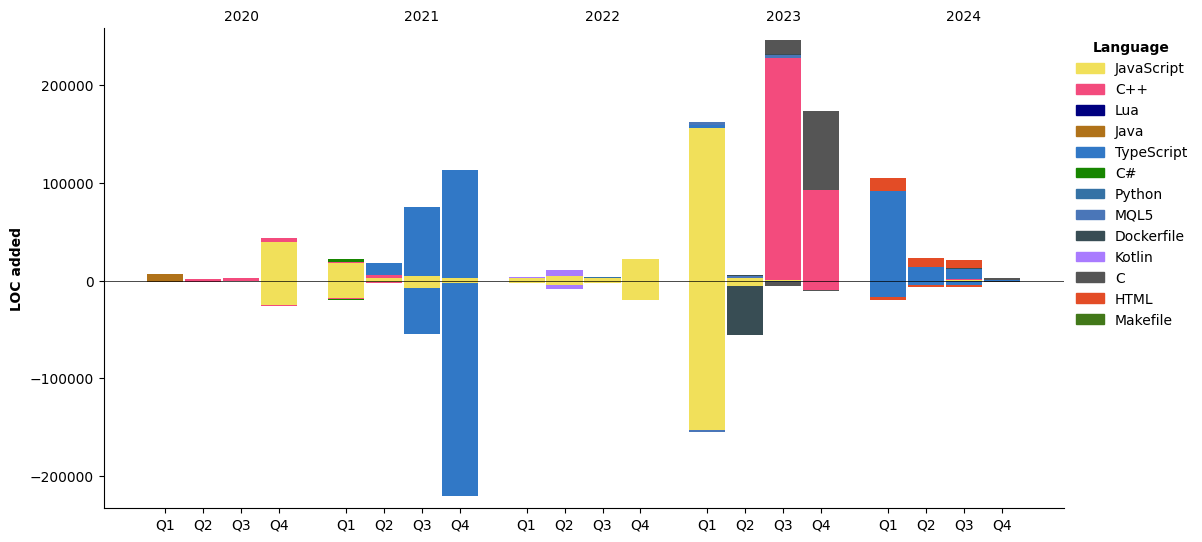 2020 2021 2022 2023 2024
LOC added
200000
100000
0
−100000
−200000
Q1 Q2 Q3 Q4 Q1 Q2 Q3 Q4 Q1 Q2 Q3 Q4 Q1 Q2 Q3 Q4 Q1 Q2 Q3 Q4
Language
JavaScript
C++
Lua
Java
TypeScript
C#
Python
MQL5
Dockerfile
Kotlin
C
HTML
Makefile